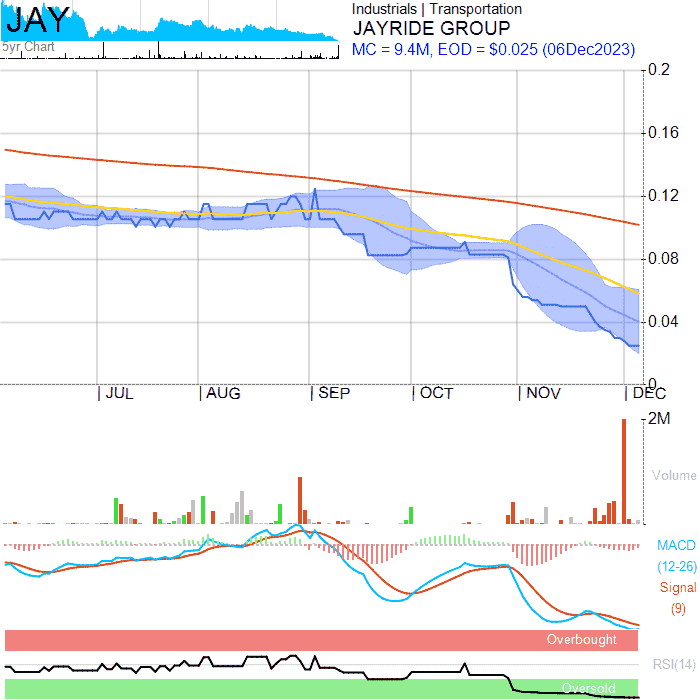 JAY
5yr Chart
Industrials | Transportation
JAYRIDE GROUP
MC = 9.4M, EOD = $0.025 (06Dec2023)
0.2
0.16
0.12
0.08
0.04
0
JUL AUG SEP OCT NOV DEC
2M
Volume
MACD
(12-26)
Signal
(9)
Overbought
RSI(14)
Oversold